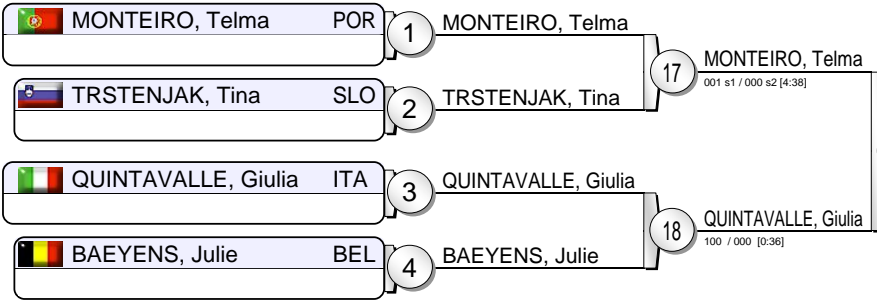 MONTEIRO, Telma POR
1
MONTEIRO, Telma
TRSTENJAK, Tina SLO
2
TRSTENJAK, Tina
17
MONTEIRO, Telma
001 s1 / 000 s2 [4:38]
QUINTAVALLE, Giulia ITA
3
QUINTAVALLE, Giulia
BAEYENS, Julie BEL
4
BAEYENS, Julie
18
QUINTAVALLE, Giulia
100 / 000 [0:36]